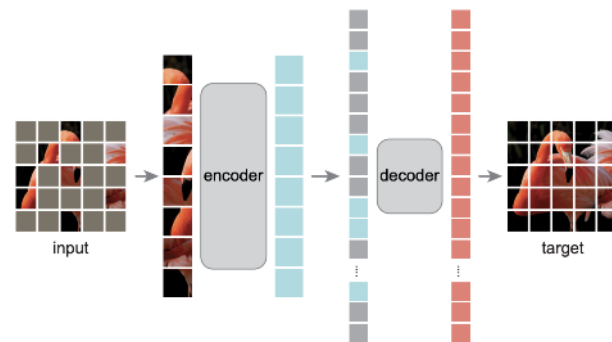 encoder
decoder
input
target